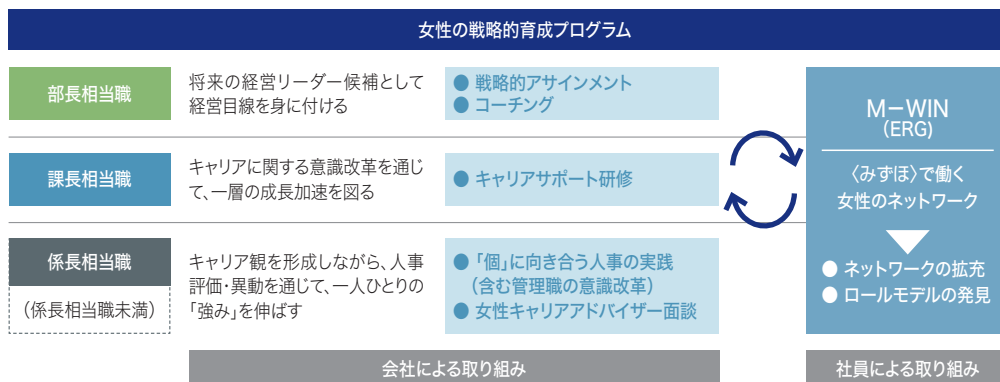 女性の戦略的育成プログラム
部長相当職
将来の経営リーダー候補として
経営目線を身に付ける
● 戦略的アサインメント
● コーチング
課長相当職
キャリアに関する意識改革を通じ
て、一層の成長加速を図る
● キャリアサポート研修
係長相当職
（係長相当職未満）
キャリア観を形成しながら、人事
評価・異動を通じて、一人ひとりの
「強み」を伸ばす
● 「個」に向き合う人事の実践
（含む管理職の意識改革）
● 女性キャリアアドバイザー面談
会社による取り組み
M－WIN
(ERG)
〈みずほ〉で働く
女性のネットワーク
● ネットワークの拡充
● ロールモデルの発見
社員による取り組み